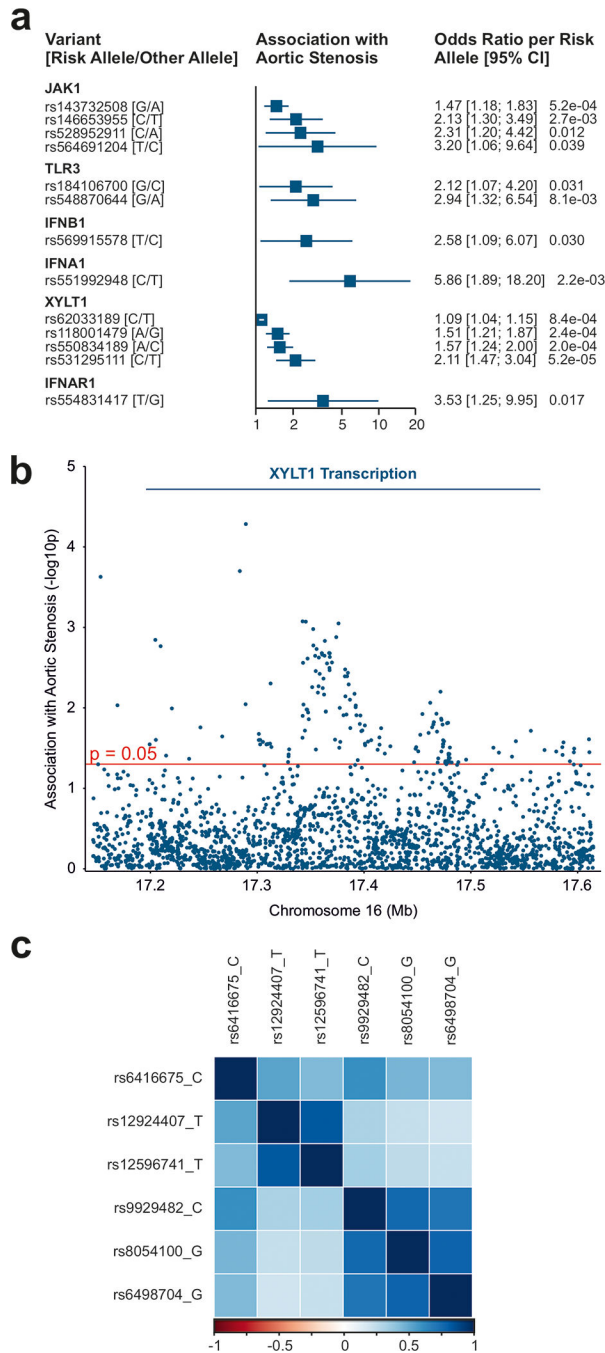 a
Variant Association with Odds Ratio per Risk
[Risk Allele/Other Allele] Aortic Stenosis Allele [95% CI]
JAK1
rs143732508 [G/A] 1.47 [1.18; 1.83] 5.2e-04
rs146653955 [C/T] 2.13 [1.30; 3.49] 2.7e-03
rs528952911 [C/A] 2.31 [1.20; 4.42] 0.012
rs564691204 [T/C] 3.20 [1.06; 9.64] 0.039
TLR3
rs184106700 [G/C] 2.12 [1.07; 4.20] 0.031
rs548870644 [G/A] 2.94 [1.32; 6.54] 8.1e-03
IFNB1
rs569915578 [T/C] 2.58 [1.09; 6.07] 0.030
IFNA1
rs551992948 [C/T] 5.86 [1.89; 18.20] 2.2e-03
XYLT1
rs62033189 [C/T] 1.09 [1.04; 1.15] 8.4e-04
rs118001479 [A/G] 1.51 [1.21; 1.87] 2.4e-04
rs550834189 [A/C] 1.57 [1.24; 2.00] 2.0e-04
rs531295111 [C/T] 2.11 [1.47; 3.04] 5.2e-05
IFNAR1
rs554831417 [T/G] 3.53 [1.25; 9.95] 0.017
1 2 5 10 20
b
XYLT1 Transcription
Association with Aortic Stenosis (-log10p)
5
4
3
2
p = 0.05
1
0
17.2 17.3 17.4 17.5 17.6
Chromosome 16 (Mb)
c
rs6416675_C
rs12924407_T
rs12596741_T
rs9929482_C
rs8054100_G
rs6498704_G
rs6416675_C
rs12924407_T
rs12596741_T
rs9929482_C
rs8054100_G
rs6498704_G
-1 -0.5 0 0.5 1